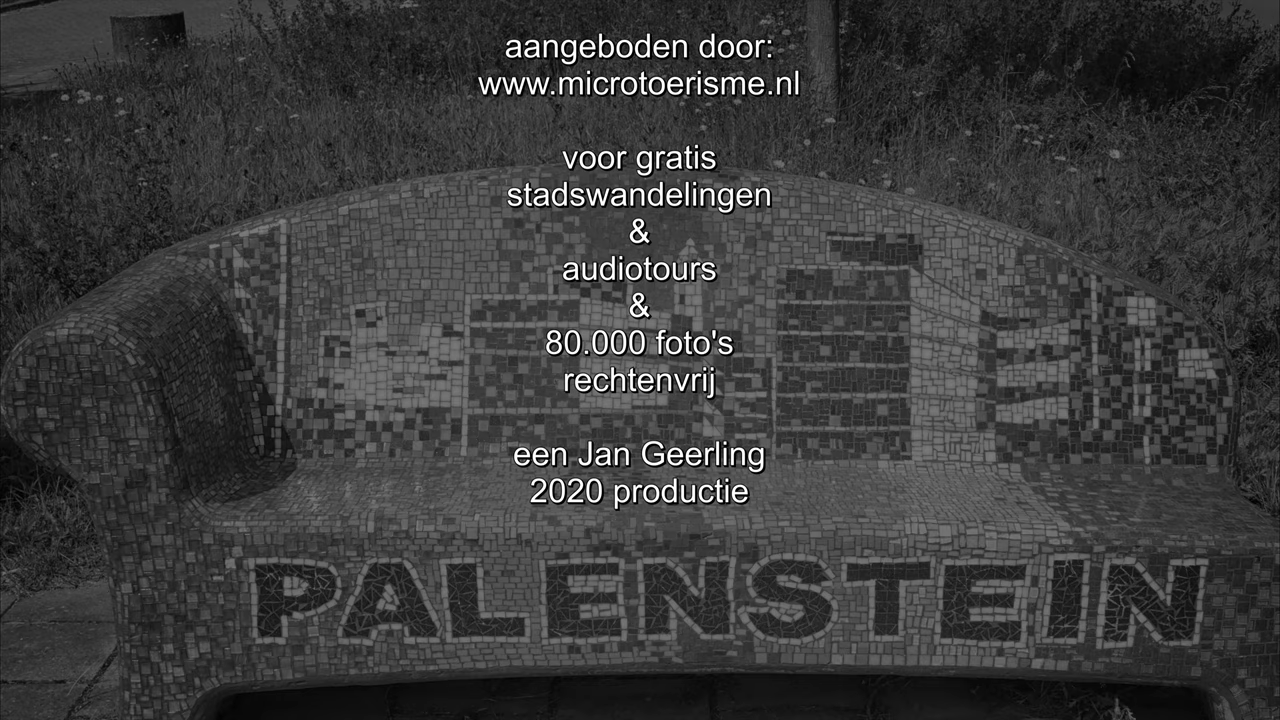 aangeboden door:
www.microtoerisme.nl
voor gratis
stadswandelingen
&
audiotours
&
80.000 foto's
rechtenvrij
een Jan Geerling
2020 productie
PALENSTEIN